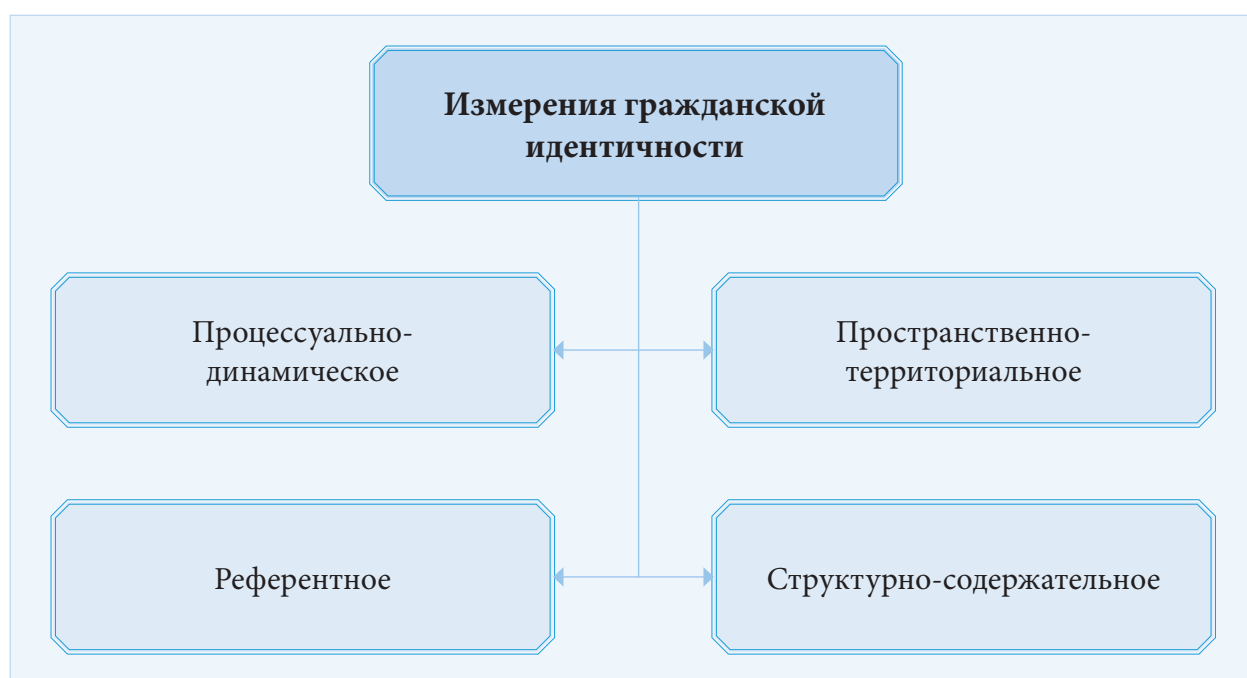 Измерения гражданской
идентичности
Процессуально-
динамическое
Пространственно-
территориальное
Референтное
Структурно-содержательное